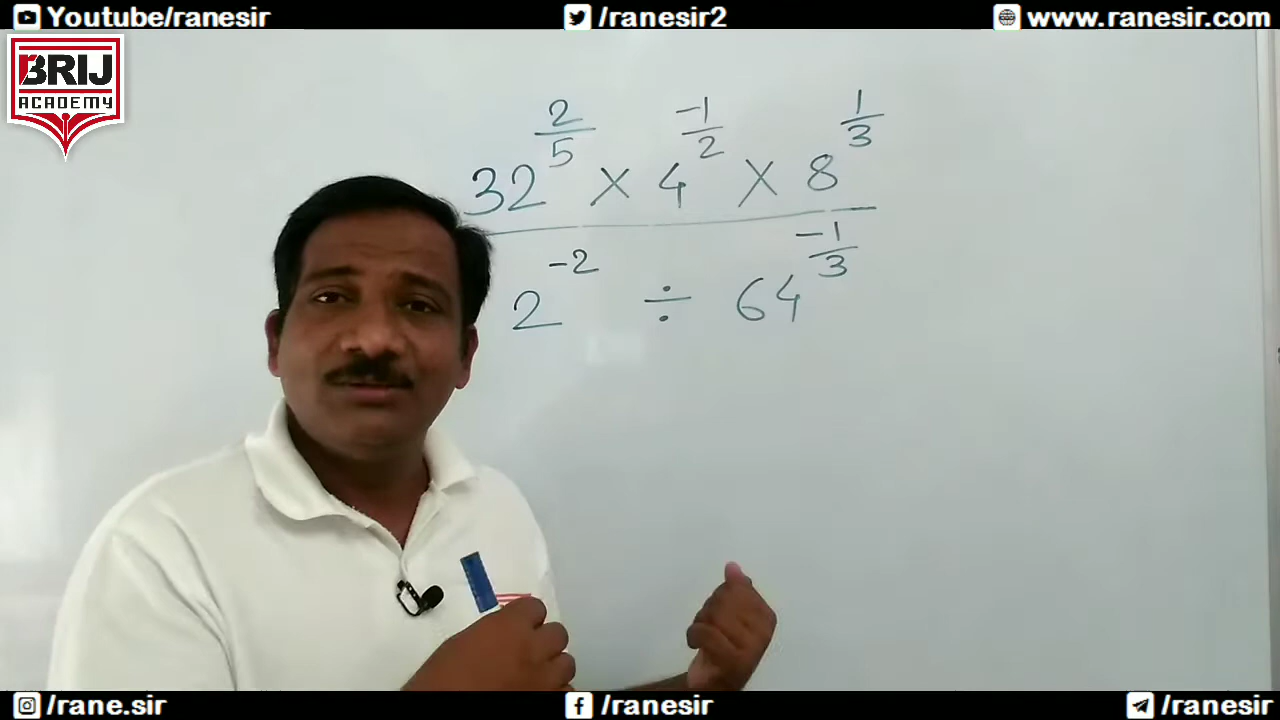 Youtube/ranesir /ranesir2 www.ranesir.com
BRIJ
ACADEMY
32^(2/5) × 4^(-1/2) × 8^(1/3)
2^(-2) ÷ 64^(-1/3)
/rane.sir /ranesir /ranesir